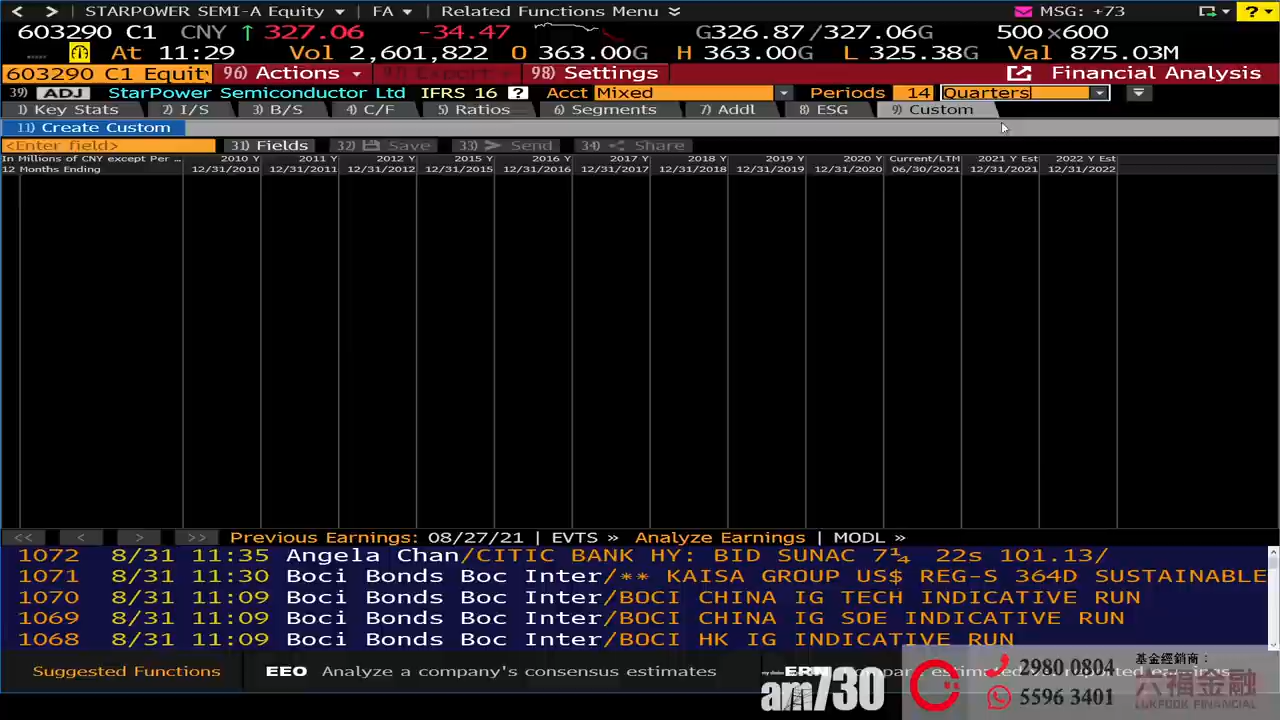 < > STARPOWER SEMI-A Equity FA Related Functions Menu MSG: +73 ?
603290 C1 CNY ↑ 327.06 -34.47 G326.87/327.06G 500×600
At 11:29 Vol 2,601,822 O 363.00G H 363.00G L 325.38G Val 875.03M
603290 C1 Equity 96) Actions 97) Export 98) Settings Financial Analysis
39) ADJ StarPower Semiconductor Ltd IFRS 16 ? Acct Mixed Periods 14 Quarters
1) Key Stats 2) I/S 3) B/S 4) C/F 5) Ratios 6) Segments 7) Addl 8) ESG 9) Custom
11) Create Custom
<Enter field> 31) Fields 32) Save 33) Send 34) Share
In Millions of CNY except Per ... 2010 Y 2011 Y 2012 Y 2015 Y 2016 Y 2017 Y 2018 Y 2019 Y 2020 Y Current/LTM 2021 Y Est 2022 Y Est
12 Months Ending 12/31/2010 12/31/2011 12/31/2012 12/31/2015 12/31/2016 12/31/2017 12/31/2018 12/31/2019 12/31/2020 06/30/2021 12/31/2021 12/31/2022
<< < > >> Previous Earnings: 08/27/21 | EVTS » Analyze Earnings | MODL »
1072 8/31 11:35 Angela Chan/CITIC BANK HY: BID SUNAC 7¼ 22s 101.13/
1071 8/31 11:30 Boci Bonds Boc Inter/** KAISA GROUP US$ REG-S 364D SUSTAINABLE
1070 8/31 11:09 Boci Bonds Boc Inter/BOCI CHINA IG TECH INDICATIVE RUN
1069 8/31 11:09 Boci Bonds Boc Inter/BOCI CHINA IG SOE INDICATIVE RUN
1068 8/31 11:09 Boci Bonds Boc Inter/BOCI HK IG INDICATIVE RUN
Suggested Functions EEO Analyze a company's consensus estimates ERN company estimated reported earnings
am730
2980 0804
5596 3401
基金經銷商：
六福金融
LUKFOOK FINANCIAL